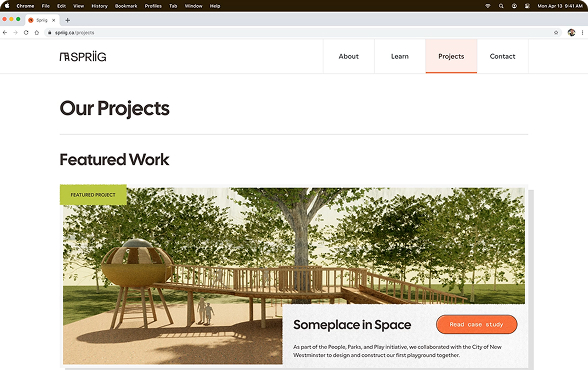 Chrome File Edit View History Bookmark Profiles Tab Window Help
Mon Apr 13 9:41 AM
Spriig
spriig.ca/projects
SPRIIG
About
Learn
Projects
Contact
Our Projects
Featured Work
FEATURED PROJECT
Someplace in Space
Read case study
As part of the People, Parks, and Play initiative, we collaborated with the City of New
Westminster to design and construct our first playground together.